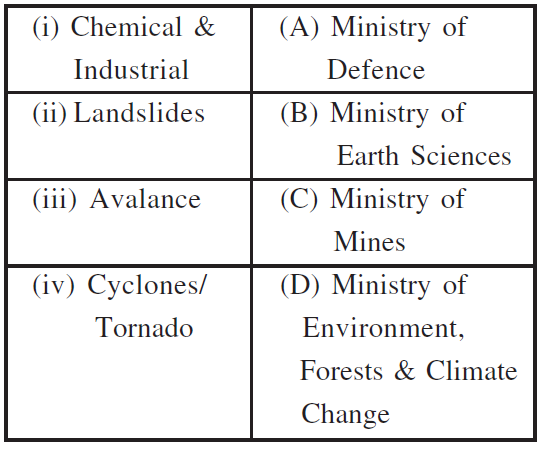 (i) Chemical &
Industrial
(A) Ministry of
Defence
(ii) Landslides
(B) Ministry of
Earth Sciences
(iii) Avalance
(C) Ministry of
Mines
(iv) Cyclones/
Tornado
(D) Ministry of
Environment,
Forests & Climate
Change